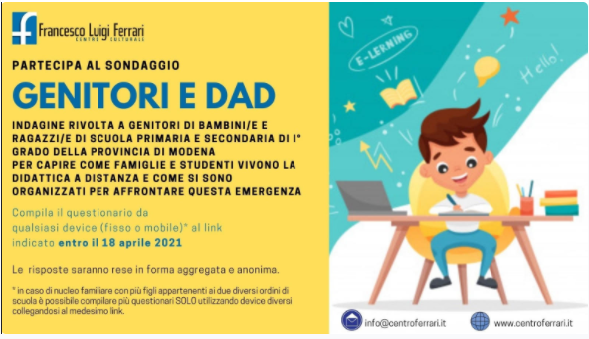 Francesco Luigi Ferrari
CENTRO CULTURALE
PARTECIPA AL SONDAGGIO
GENITORI E DAD
INDAGINE RIVOLTA A GENITORI DI BAMBINI/E E
RAGAZZI/E DI SCUOLA PRIMARIA E SECONDARIA DI I°
GRADO DELLA PROVINCIA DI MODENA
PER CAPIRE COME FAMIGLIE E STUDENTI VIVONO LA
DIDATTICA A DISTANZA E COME SI SONO
ORGANIZZATI PER AFFRONTARE QUESTA EMERGENZA
Compila il questionario da
qualsiasi device (fisso o mobile)* al link
indicato entro il 18 aprile 2021
Le risposte saranno rese in forma aggregata e anonima.
* in caso di nucleo familiare con più figli appartenenti ai due diversi ordini di
scuola è possibile compilare più questionari SOLO utilizzando device diversi
collegandosi al medesimo link.
E-LERNING
Hello!
info@centroferrari.it
www.centroferrari.it